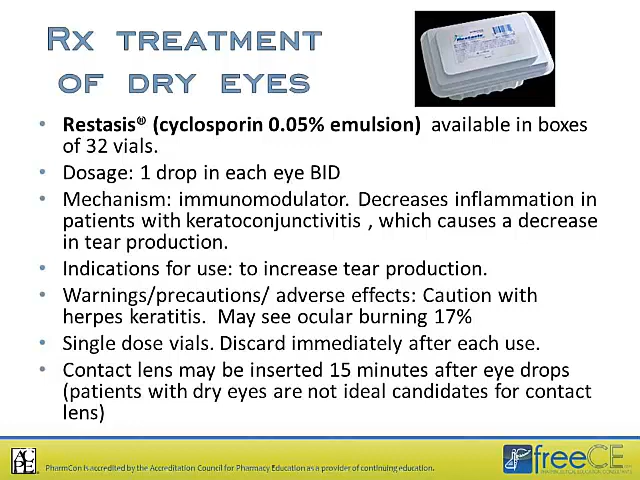 RX TREATMENT
OF DRY EYES
Restasis
• Restasis® (cyclosporin 0.05% emulsion) available in boxes
of 32 vials.
• Dosage: 1 drop in each eye BID
• Mechanism: immunomodulator. Decreases inflammation in
patients with keratoconjunctivitis , which causes a decrease
in tear production.
• Indications for use: to increase tear production.
• Warnings/precautions/ adverse effects: Caution with
herpes keratitis. May see ocular burning 17%
• Single dose vials. Discard immediately after each use.
• Contact lens may be inserted 15 minutes after eye drops
(patients with dry eyes are not ideal candidates for contact
lens)
ACPE
PharmCon is accredited by the Accreditation Council for Pharmacy Education as a provider of continuing education.
freeCE